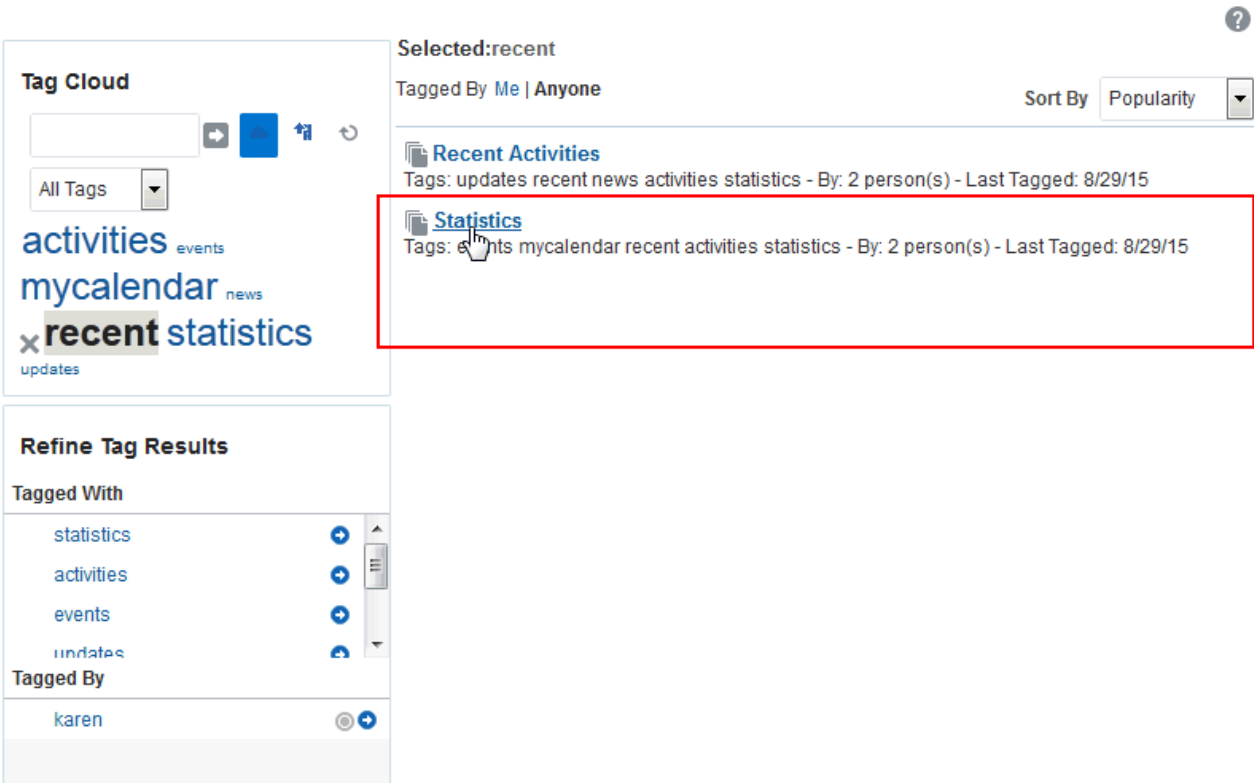 Tag Cloud
All Tags
activities events
mycalendar news
recent statistics
updates
Refine Tag Results
Tagged With
statistics
activities
events
updates
Tagged By
karen
Selected:recent
Tagged By Me | Anyone
Sort By Popularity
Recent Activities
Tags: updates recent news activities statistics - By: 2 person(s) - Last Tagged: 8/29/15
Statistics
Tags: events mycalendar recent activities statistics - By: 2 person(s) - Last Tagged: 8/29/15